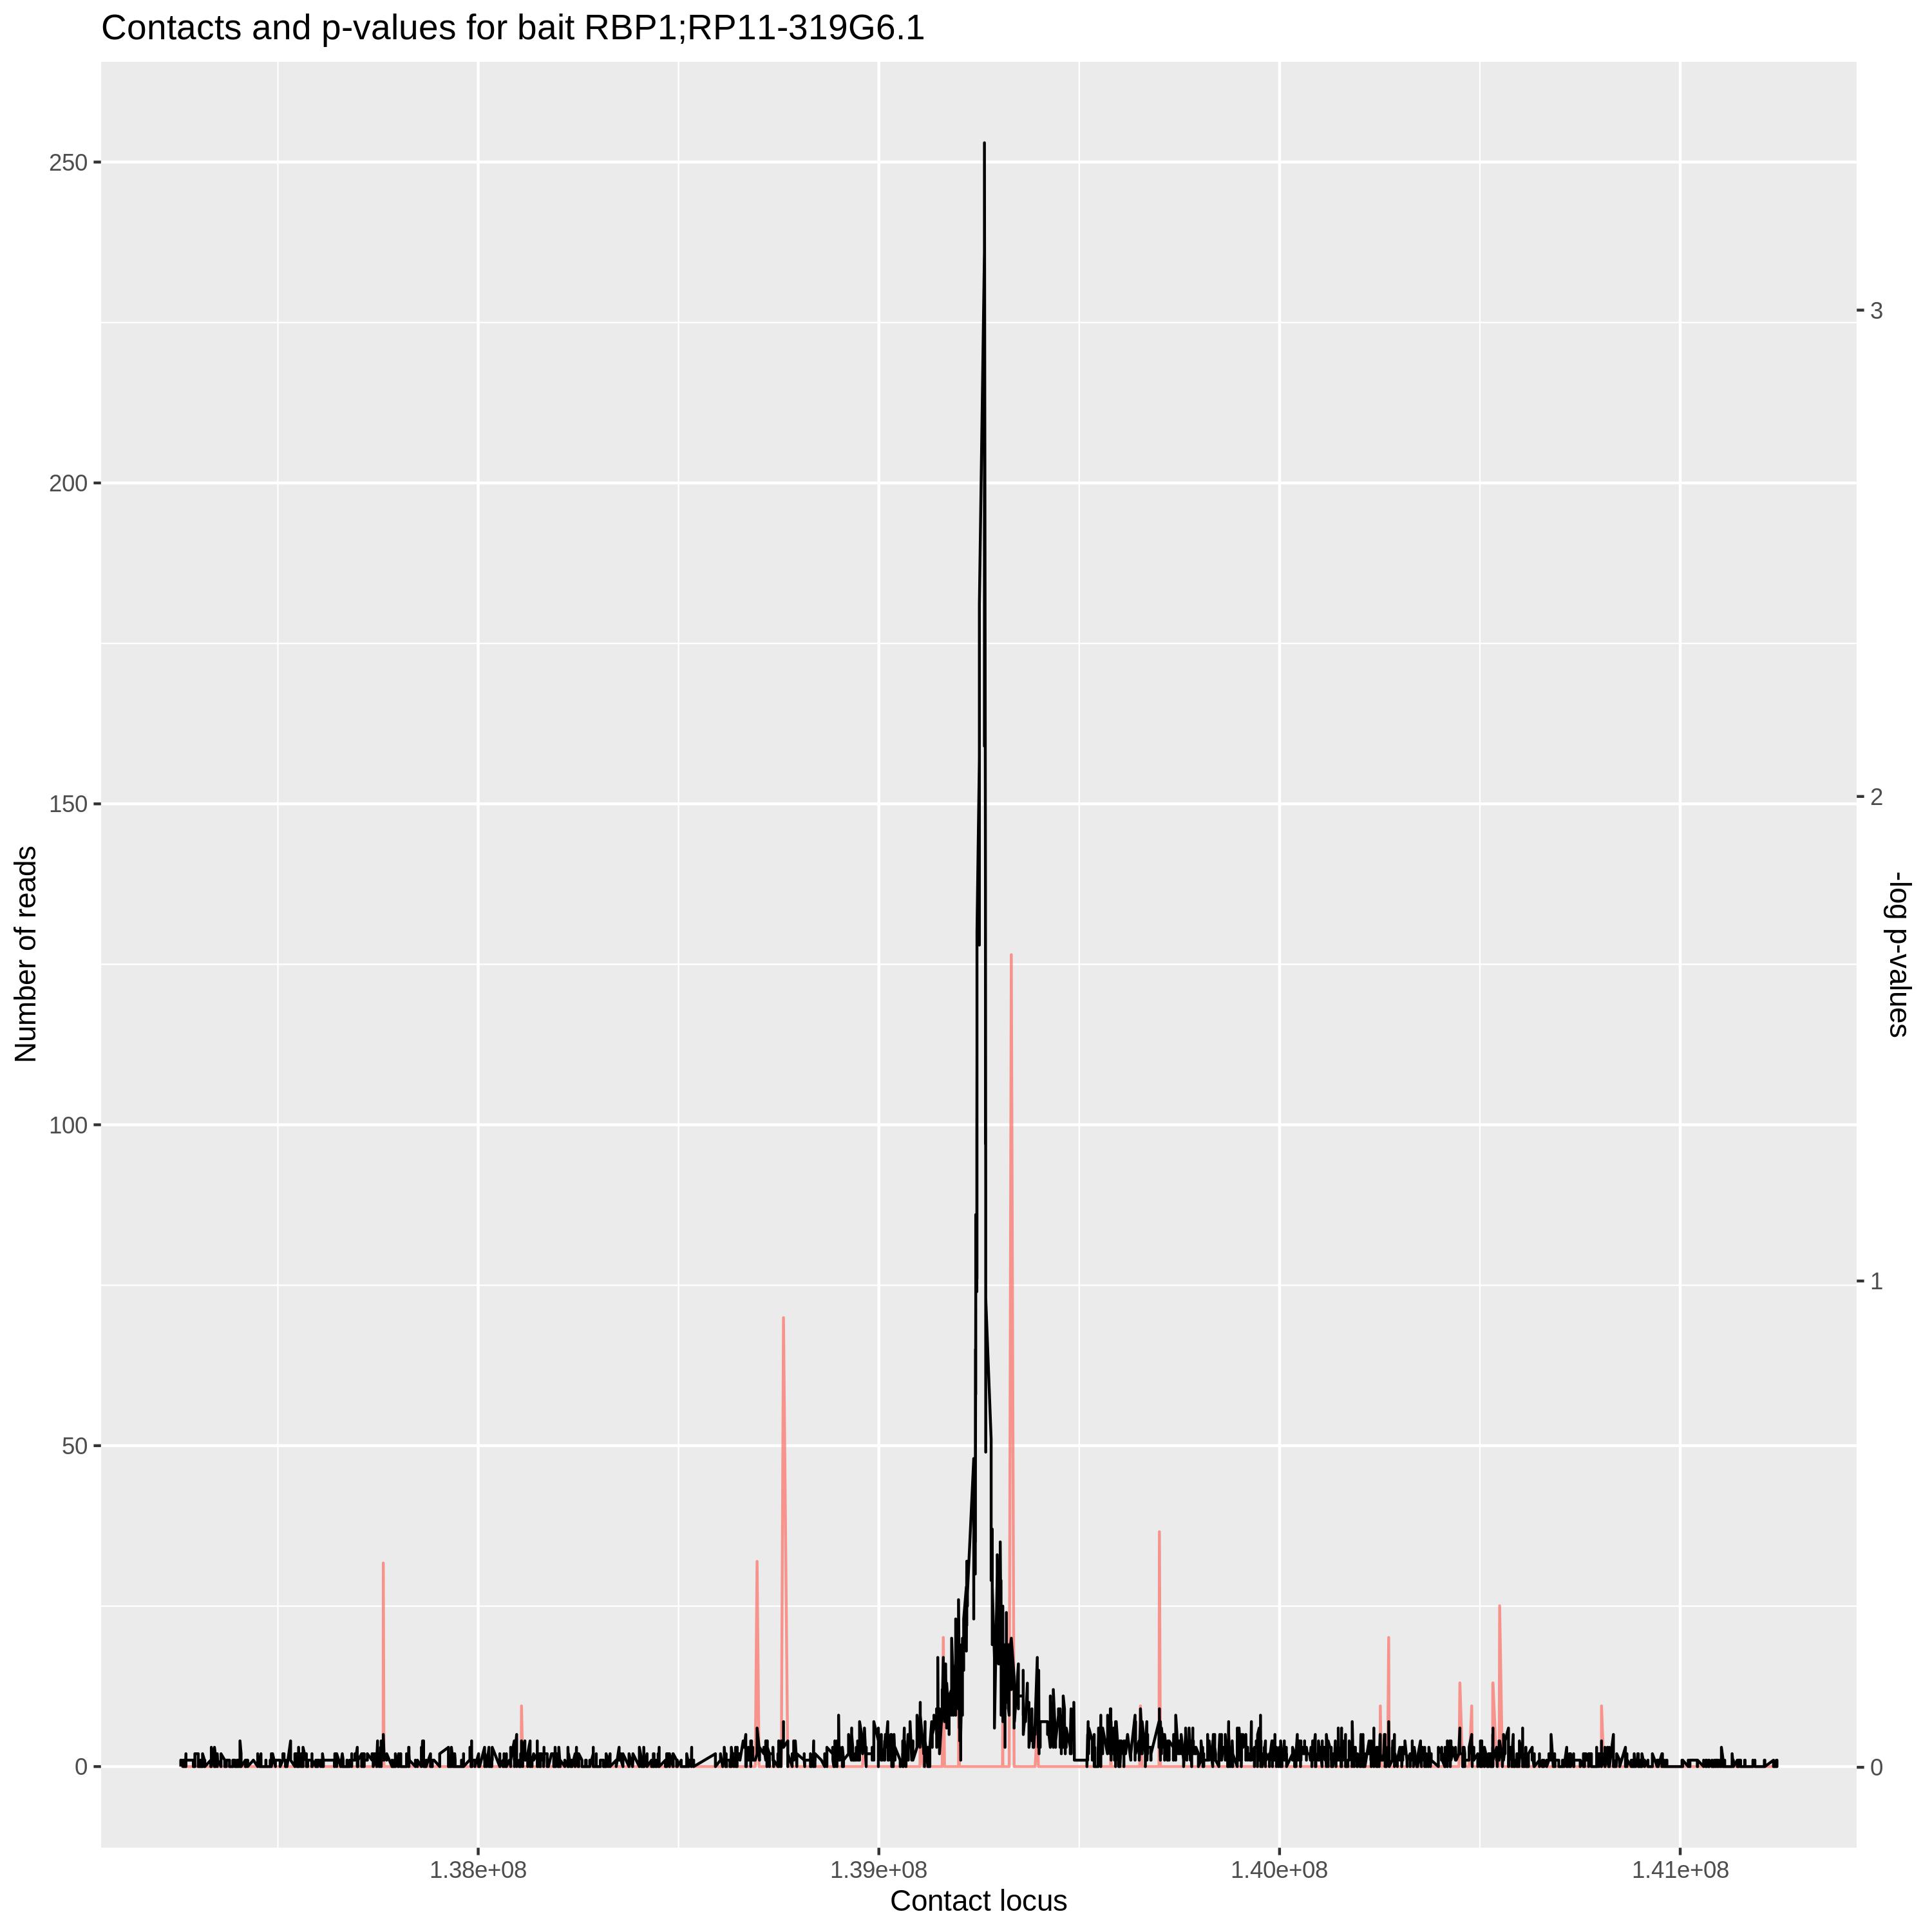 Contacts and p-values for bait RBP1;RP11-319G6.1
250
200
150
100
50
0
Number of reads
3
2
1
0
-log p-values
1.38e+08
1.39e+08
1.40e+08
1.41e+08
Contact locus